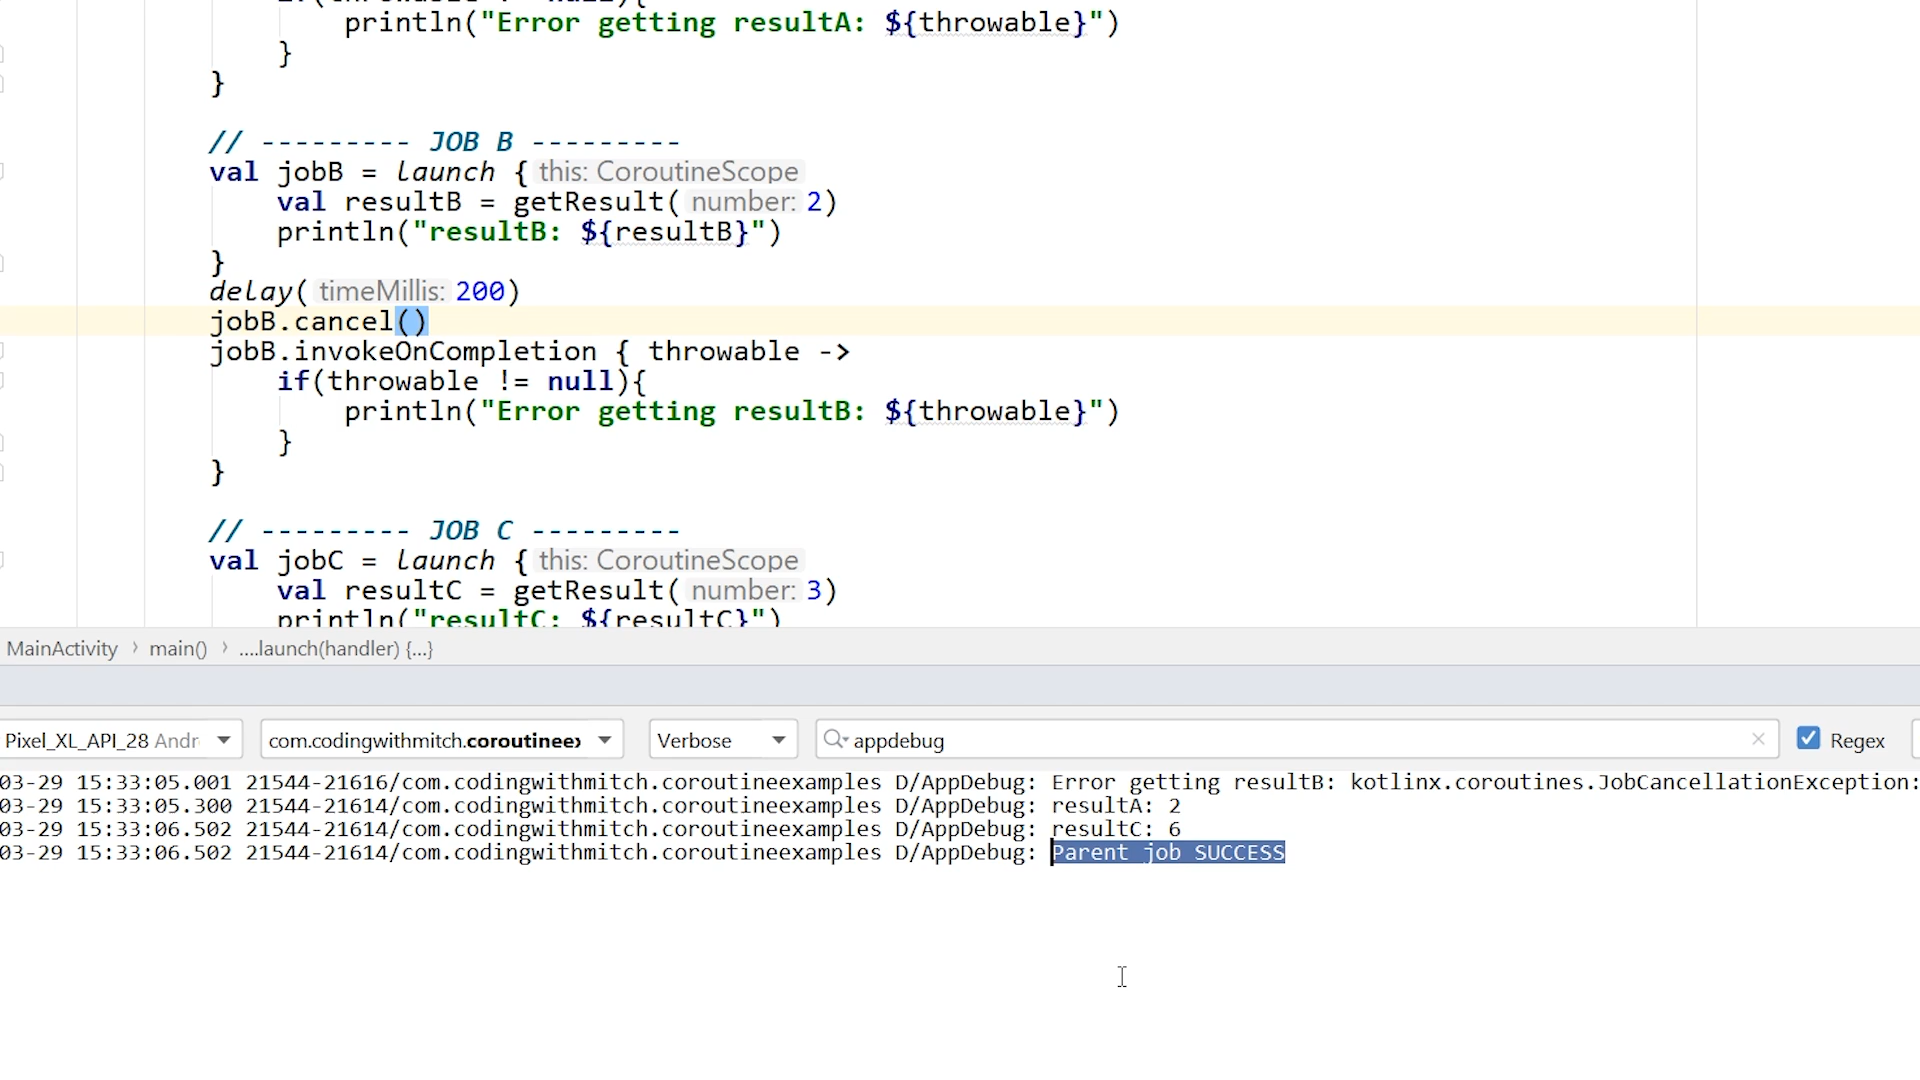 println("Error getting resultA: ${throwable}")
}
}
// --------- JOB B ---------
val jobB = launch { this: CoroutineScope
val resultB = getResult( number: 2)
println("resultB: ${resultB}")
}
delay( timeMillis: 200)
jobB.cancel()
jobB.invokeOnCompletion { throwable ->
if(throwable != null){
println("Error getting resultB: ${throwable}")
}
}
// --------- JOB C ---------
val jobC = launch { this: CoroutineScope
val resultC = getResult( number: 3)
println("resultC: ${resultC}")
MainActivity › main() › ....launch(handler) {...}
Pixel_XL_API_28 Andr com.codingwithmitch.coroutineex Verbose appdebug Regex
03-29 15:33:05.001 21544-21616/com.codingwithmitch.coroutineexamples D/AppDebug: Error getting resultB: kotlinx.coroutines.JobCancellationException:
03-29 15:33:05.300 21544-21614/com.codingwithmitch.coroutineexamples D/AppDebug: resultA: 2
03-29 15:33:06.502 21544-21614/com.codingwithmitch.coroutineexamples D/AppDebug: resultC: 6
03-29 15:33:06.502 21544-21614/com.codingwithmitch.coroutineexamples D/AppDebug: Parent job SUCCESS